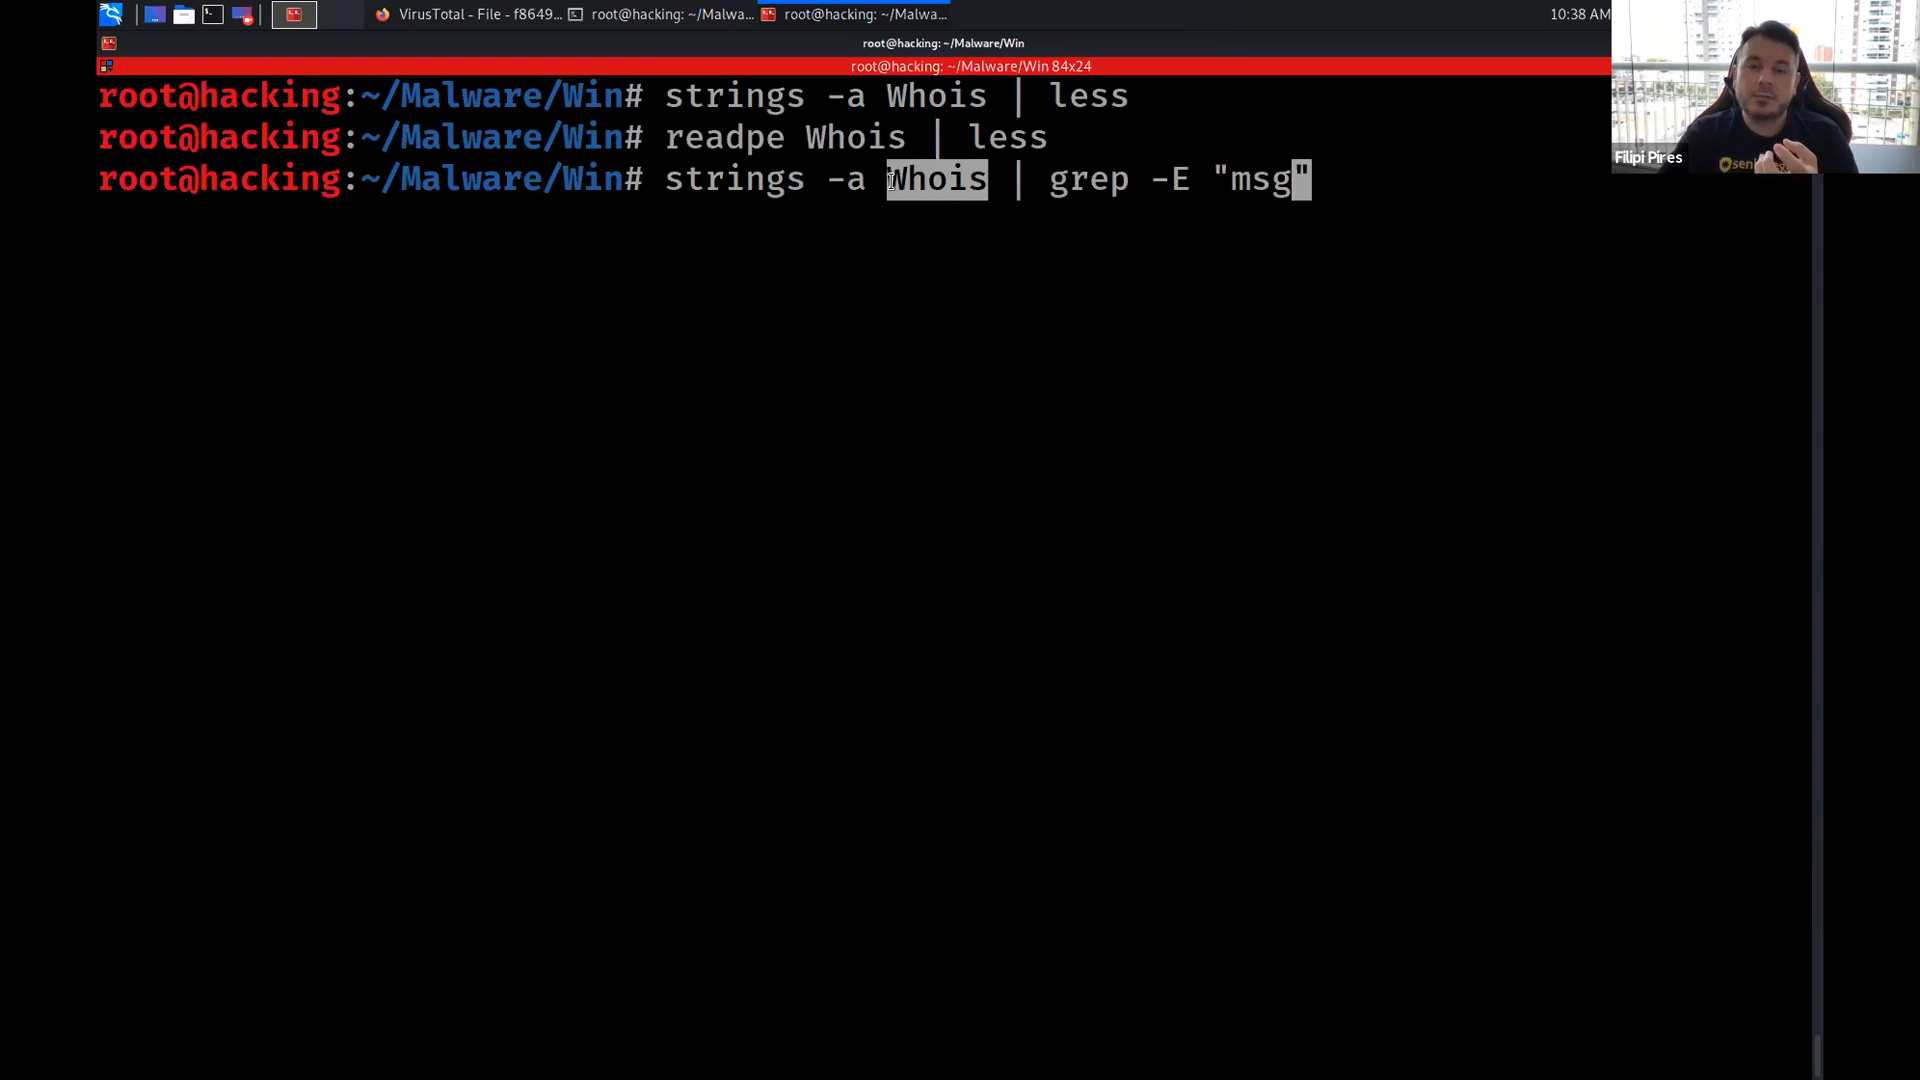 VirusTotal - File - f8649...
root@hacking: ~/Malwa...
root@hacking: ~/Malwa...
10:38 AM
root@hacking: ~/Malware/Win
root@hacking: ~/Malware/Win 84x24
root@hacking:~/Malware/Win# strings -a Whois | less
root@hacking:~/Malware/Win# readpe Whois | less
root@hacking:~/Malware/Win# strings -a Whois | grep -E "msg"
Filipi Pires